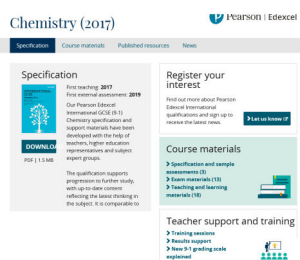 Chemistry (2017)
Pearson | Edexcel
Specification
Course materials
Published resources
News
Specification
First teaching: 2017
First external assessment: 2019
Our Pearson Edexcel
International GCSE (9-1)
Chemistry specification and
support materials have been
developed with the help of
teachers, higher education
representatives and subject
expert groups.
The qualification supports
progression to further study,
with up-to-date content
reflecting the latest thinking in
the subject. It is comparable to
DOWNLOA
PDF | 1.5 MB
Register your
interest
Find out more about Pearson
Edexcel International
qualifications and sign up to
receive the latest news.
Let us know
Course materials
Specification and sample
assessments (3)
Exam materials (13)
Teaching and learning
materials (18)
Teacher support and training
Training sessions
Results support
New 9-1 grading scale
explained